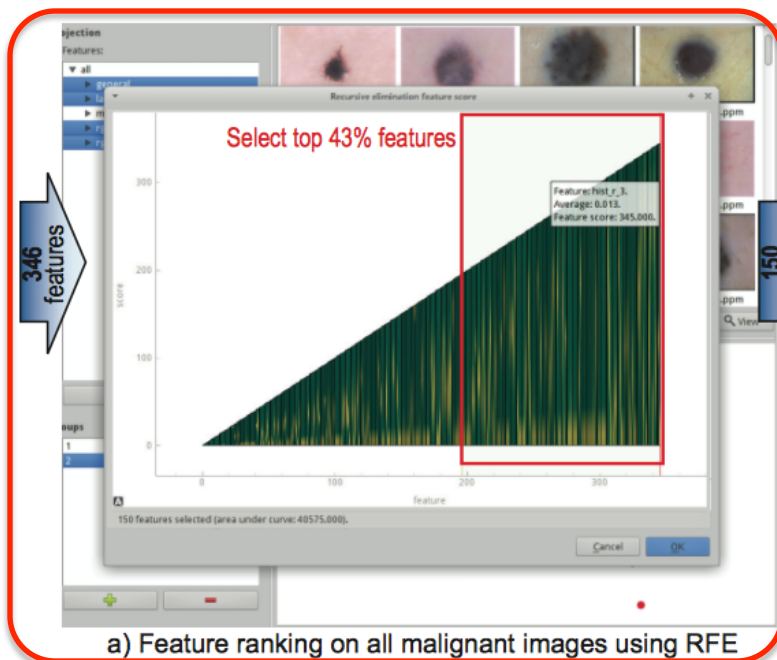 ojection
Features:
all
general
Recursive elimination feature score
Select top 43% features
Feature: hist_r_3.
Average: 0.013.
Feature score: 345.000.
.ppm
.ppm
.ppm
View
346
features
150
score
300
200
100
0
0
100
200
300
feature
oups
1
2
150 features selected (area under curve: 40575,000).
Cancel
OK
a) Feature ranking on all malignant images using RFE